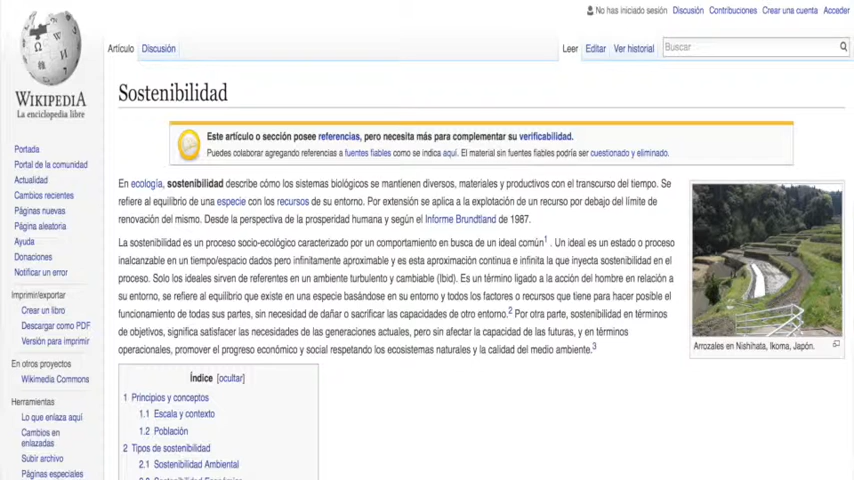 No has iniciado sesión Discusión Contribuciones Crear una cuenta Acceder
Artículo Discusión Leer Editar Ver historial Buscar
WIKIPEDIA
La enciclopedia libre
Portada
Portal de la comunidad
Actualidad
Cambios recientes
Páginas nuevas
Página aleatoria
Ayuda
Donaciones
Notificar un error
Imprimir/exportar
Crear un libro
Descargar como PDF
Versión para imprimir
En otros proyectos
Wikimedia Commons
Herramientas
Lo que enlaza aquí
Cambios en
enlazadas
Subir archivo
Páginas especiales
Sostenibilidad
Este artículo o sección posee referencias, pero necesita más para complementar su verificabilidad.
Puedes colaborar agregando referencias a fuentes fiables como se indica aquí. El material sin fuentes fiables podría ser cuestionado y eliminado.
En ecología, sostenibilidad describe cómo los sistemas biológicos se mantienen diversos, materiales y productivos con el transcurso del tiempo. Se
refiere al equilibrio de una especie con los recursos de su entorno. Por extensión se aplica a la explotación de un recurso por debajo del límite de
renovación del mismo. Desde la perspectiva de la prosperidad humana y según el Informe Brundtland de 1987.
La sostenibilidad es un proceso socio-ecológico caracterizado por un comportamiento en busca de un ideal común1 . Un ideal es un estado o proceso
inalcanzable en un tiempo/espacio dados pero infinitamente aproximable y es esta aproximación continua e infinita la que inyecta sostenibilidad en el
proceso. Solo los ideales sirven de referentes en un ambiente turbulento y cambiable (Ibid). Es un término ligado a la acción del hombre en relación a
su entorno, se refiere al equilibrio que existe en una especie basándose en su entorno y todos los factores o recursos que tiene para hacer posible el
funcionamiento de todas sus partes, sin necesidad de dañar o sacrificar las capacidades de otro entorno.2 Por otra parte, sostenibilidad en términos
de objetivos, significa satisfacer las necesidades de las generaciones actuales, pero sin afectar la capacidad de las futuras, y en términos
operacionales, promover el progreso económico y social respetando los ecosistemas naturales y la calidad del medio ambiente.3
Arrozales en Nishihata, Ikoma, Japón.
Índice [ocultar]
1 Principios y conceptos
1.1 Escala y contexto
1.2 Población
2 Tipos de sostenibilidad
2.1 Sostenibilidad Ambiental